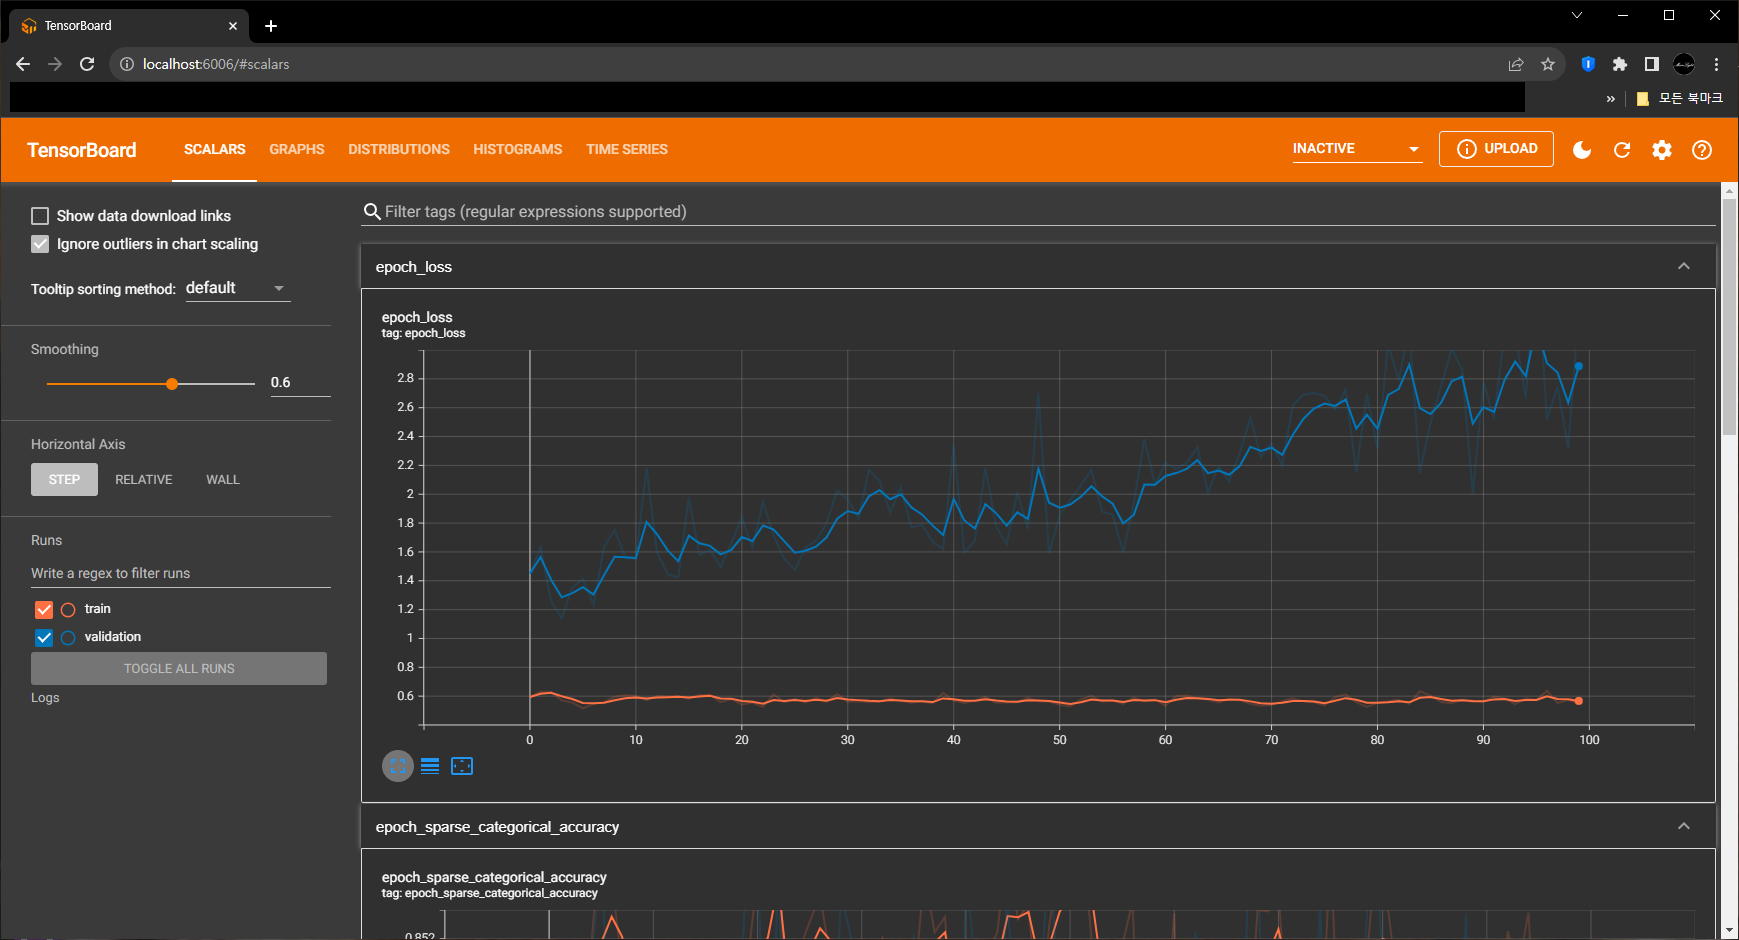 TensorBoard
localhost:6006/#scalars
» 모든 북마크
TensorBoard SCALARS GRAPHS DISTRIBUTIONS HISTOGRAMS TIME SERIES INACTIVE UPLOAD
Show data download links
Ignore outliers in chart scaling
Tooltip sorting method: default
Smoothing
0.6
Horizontal Axis
STEP RELATIVE WALL
Runs
Write a regex to filter runs
train
validation
TOGGLE ALL RUNS
Logs
Filter tags (regular expressions supported)
epoch_loss
epoch_loss
tag: epoch_loss
2.8
2.6
2.4
2.2
2
1.8
1.6
1.4
1.2
1
0.8
0.6
0 10 20 30 40 50 60 70 80 90 100
epoch_sparse_categorical_accuracy
epoch_sparse_categorical_accuracy
tag: epoch_sparse_categorical_accuracy
0.852